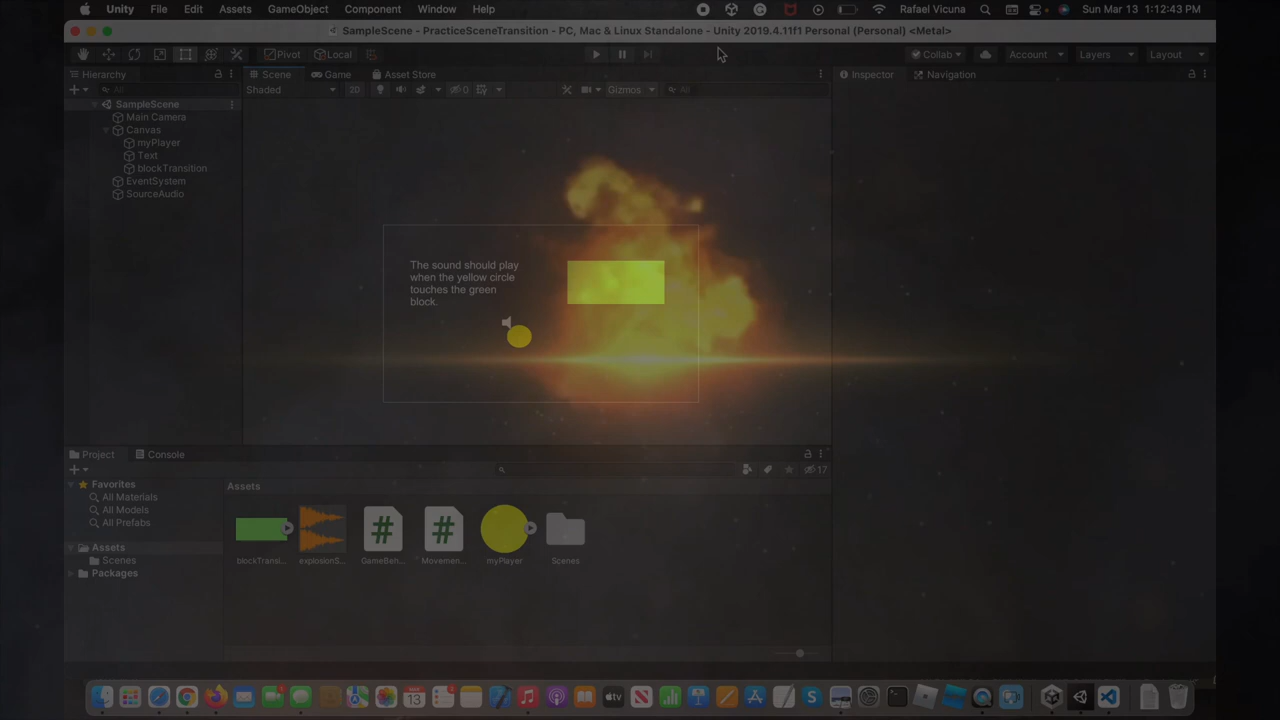 Unity File Edit Assets GameObject Component Window Help Rafael Vicuna Sun Mar 13 1:12:43 PM
SampleScene - PracticeSceneTransition - PC, Mac & Linux Standalone - Unity 2019.4.11f1 Personal (Personal) <Metal>
Pivot Local Collab Account Layers Layout
Hierarchy Scene Game Asset Store Inspector Navigation
All Shaded 2D 0 Gizmos All
SampleScene
Main Camera
Canvas
myPlayer
Text
blockTransition
EventSystem
SourceAudio
The sound should play
when the yellow circle
touches the green
block.
Project Console
17
Favorites Assets
All Materials
All Models
All Prefabs
Assets
Scenes
Packages
blockTransi... explosionS... GameBeh... Movemen... myPlayer Scenes